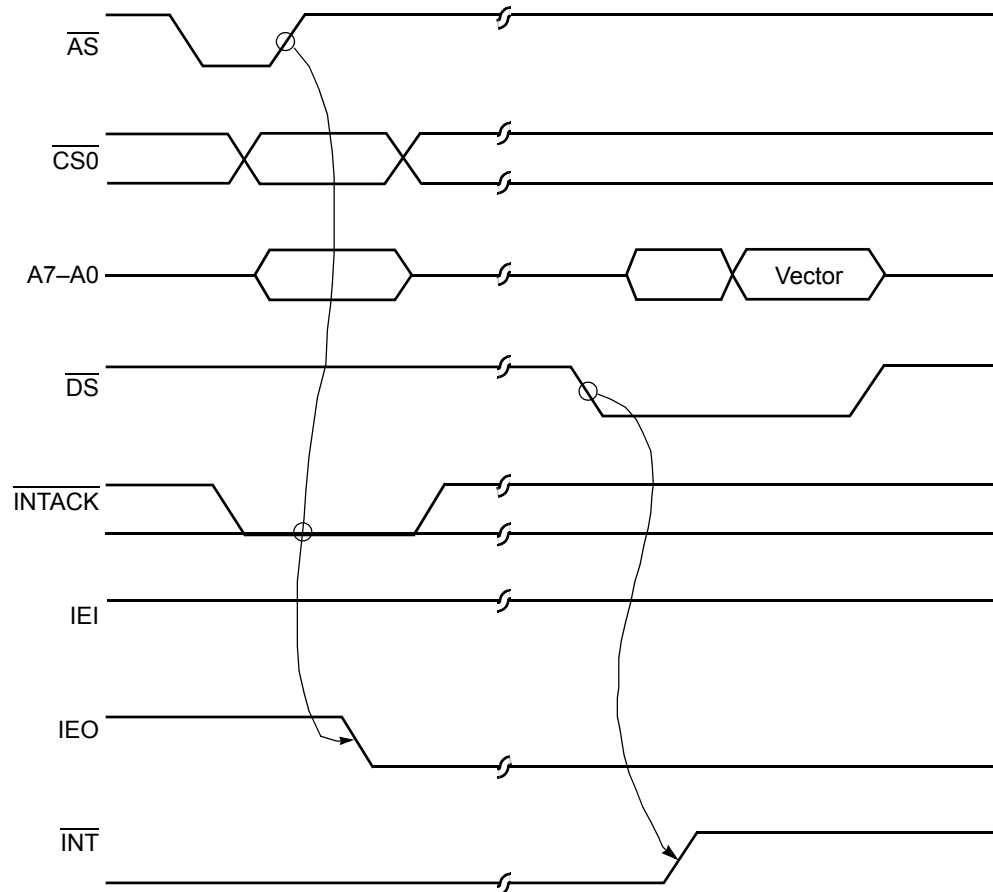 AS
CS0
A7–A0
Vector
DS
INTACK
IEI
IEO
INT